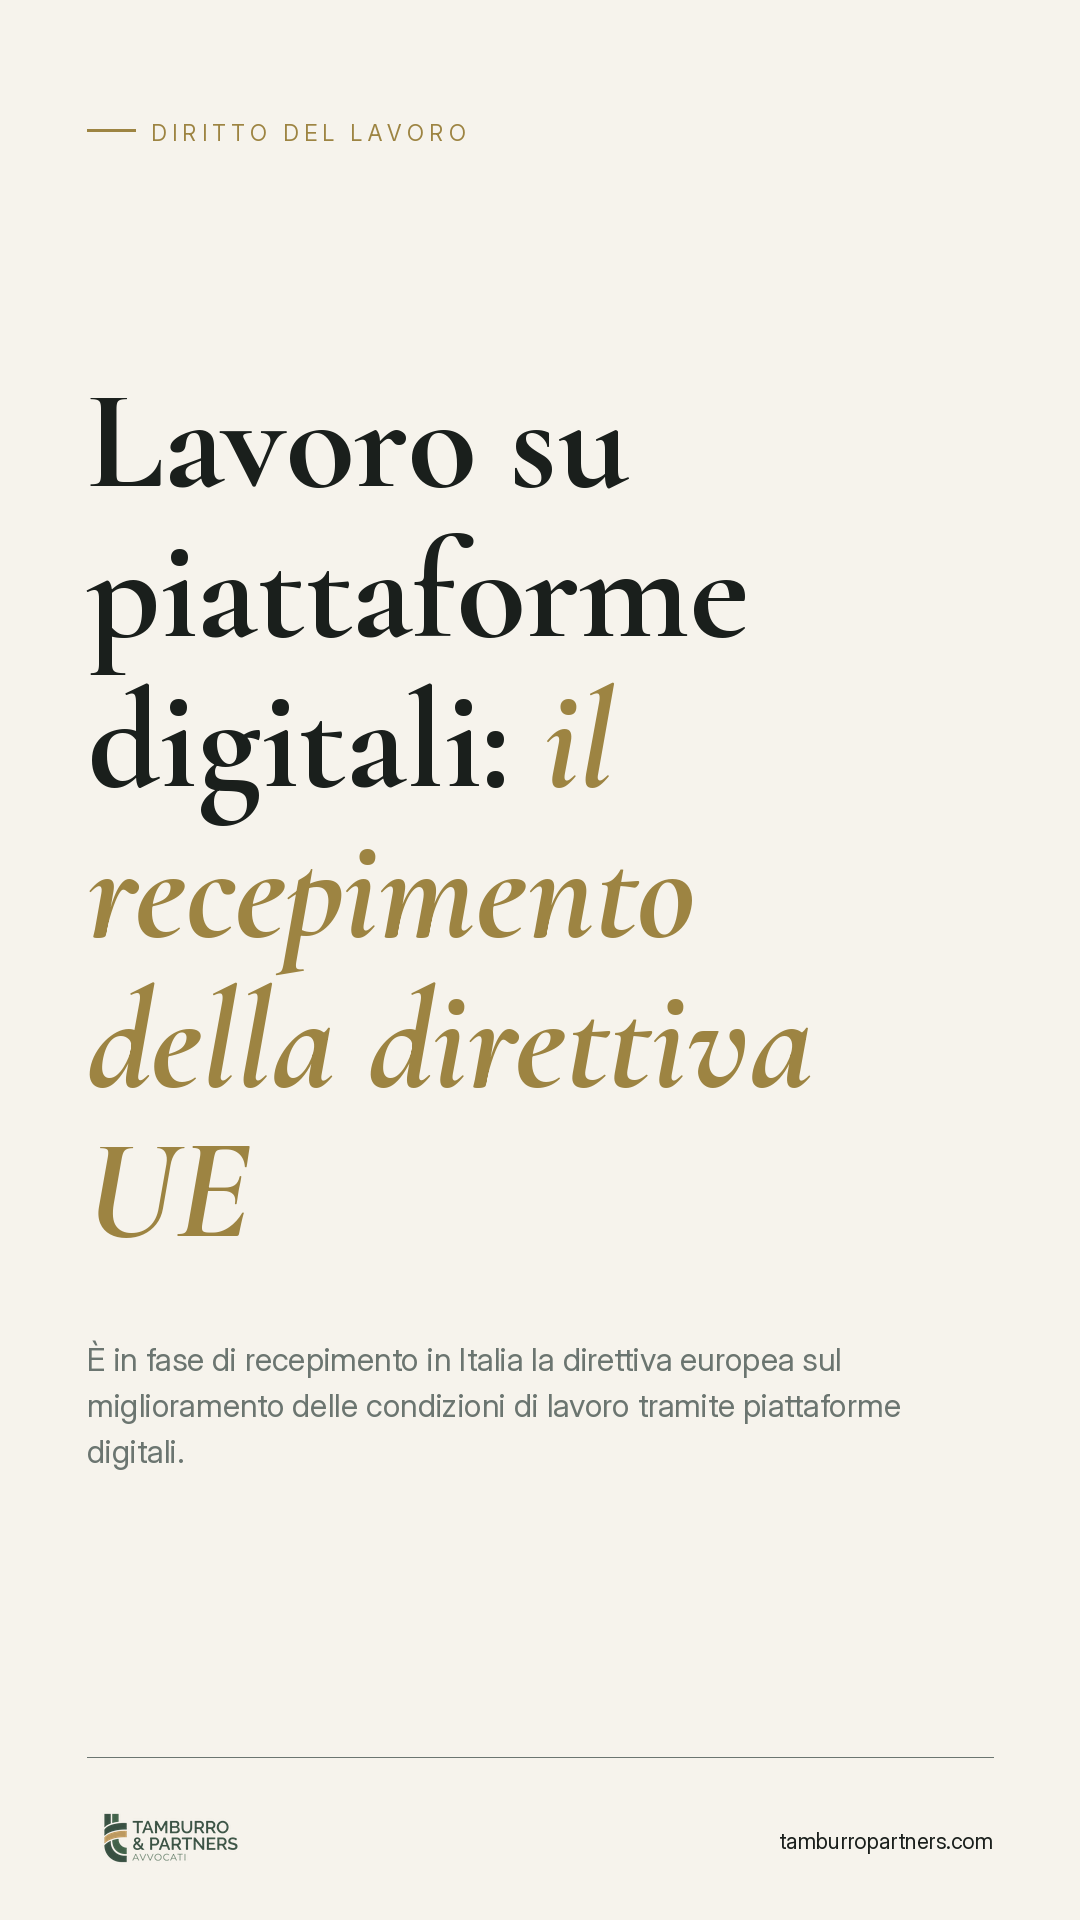 DIRITTO DEL LAVORO
Lavoro su
piattaforme
digitali: il
recepimento
della direttiva
UE
È in fase di recepimento in Italia la direttiva europea sul
miglioramento delle condizioni di lavoro tramite piattaforme
digitali.
TAMBURRO
& PARTNERS
AVVOCATI
tamburropartners.com